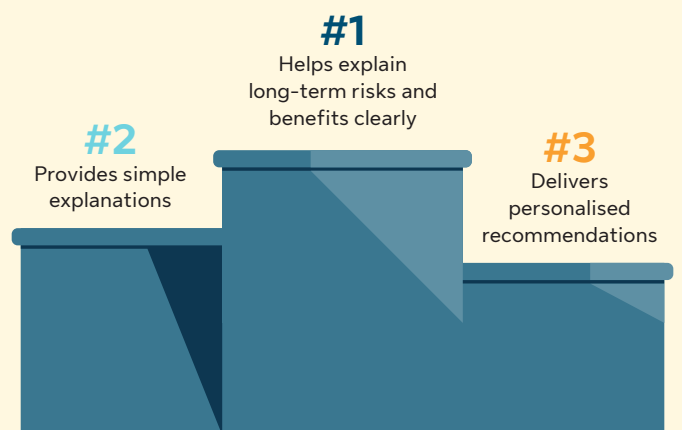 #1
Helps explain
long-term risks and
benefits clearly
#2
Provides simple
explanations
#3
Delivers
personalised
recommendations